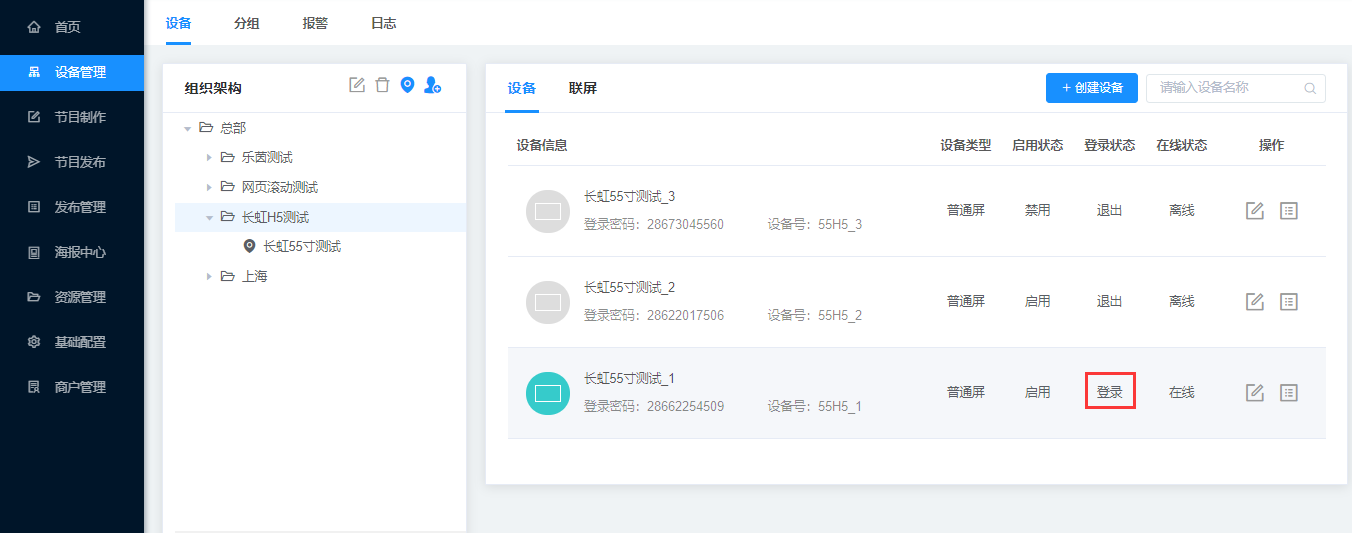 首页
设备管理
节目制作
节目发布
发布管理
海报中心
资源管理
基础配置
商户管理
设备 分组 报警 日志
组织架构
总部
乐茵测试
网页滚动测试
长虹H5测试
长虹55寸测试
上海
设备 联屏 + 创建设备 请输入设备名称
设备信息 设备类型 启用状态 登录状态 在线状态 操作
长虹55寸测试_3
登录密码：28673045560 设备号：55H5_3 普通屏 禁用 退出 离线
长虹55寸测试_2
登录密码：28622017506 设备号：55H5_2 普通屏 启用 退出 离线
长虹55寸测试_1
登录密码：28662254509 设备号：55H5_1 普通屏 启用 登录 在线